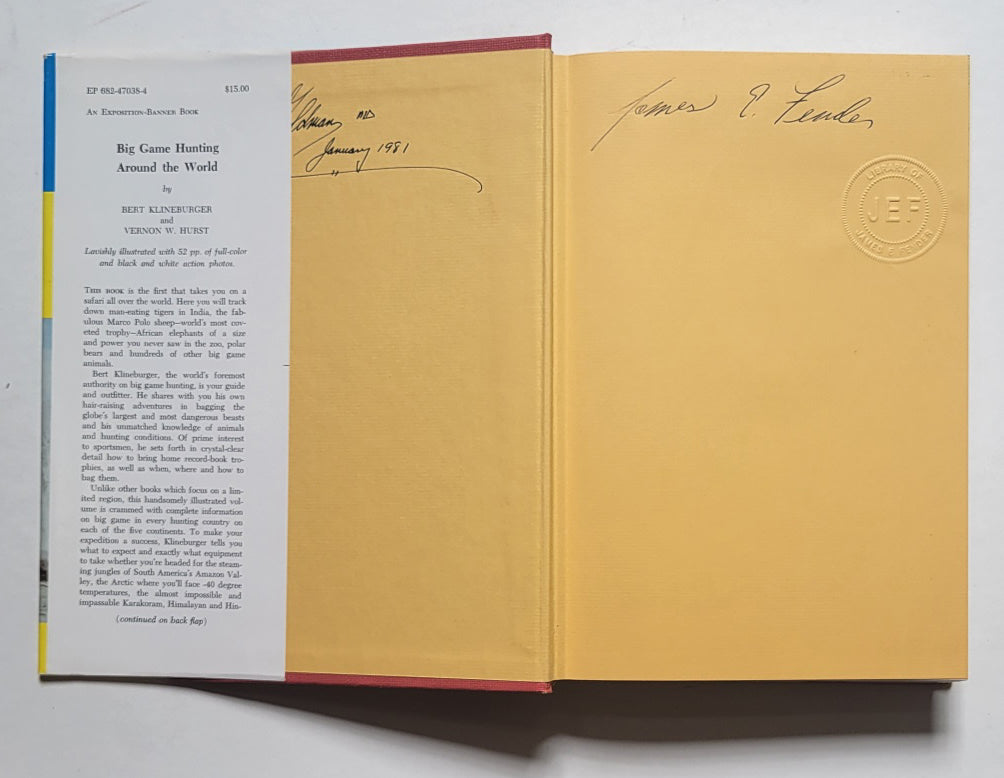 EP 682-47038-4 $15.00
AN EXPOSITION-BANNER BOOK
Big Game Hunting
Around the World
by
BERT KLINEBURGER
and
VERNON W. HURST
Lavishly illustrated with 52 pp. of full-color
and black and white action photos.
THIS BOOK is the first that takes you on a
safari all over the world. Here you will track
down man-eating tigers in India, the fab-
ulous Marco Polo sheep—world's most cov-
eted trophy—African elephants of a size
and power you never saw in the zoo, polar
bears and hundreds of other big game
animals.
Bert Klineburger, the world's foremost
authority on big game hunting, is your guide
and outfitter. He shares with you his own
hair-raising adventures in bagging the
globe's largest and most dangerous beasts
and his unmatched knowledge of animals
and hunting conditions. Of prime interest
to sportsmen, he sets forth in crystal-clear
detail how to bring home record-book tro-
phies, as well as when, where and how to
bag them.
Unlike other books which focus on a lim-
ited region, this handsomely illustrated vol-
ume is crammed with complete information
on big game in every hunting country on
each of the five continents. To make your
expedition a success, Klineburger tells you
what to expect and exactly what equipment
to take whether you're headed for the steam-
ing jungles of South America's Amazon Val-
ley, the Arctic where you'll face -40 degree
temperatures, the almost impossible and
impassable Karakoram, Himalayan and Hin-
(continued on back flap)
MD
January 1981
James E. Fender
LIBRARY OF
JEF
JAMES E FENDER